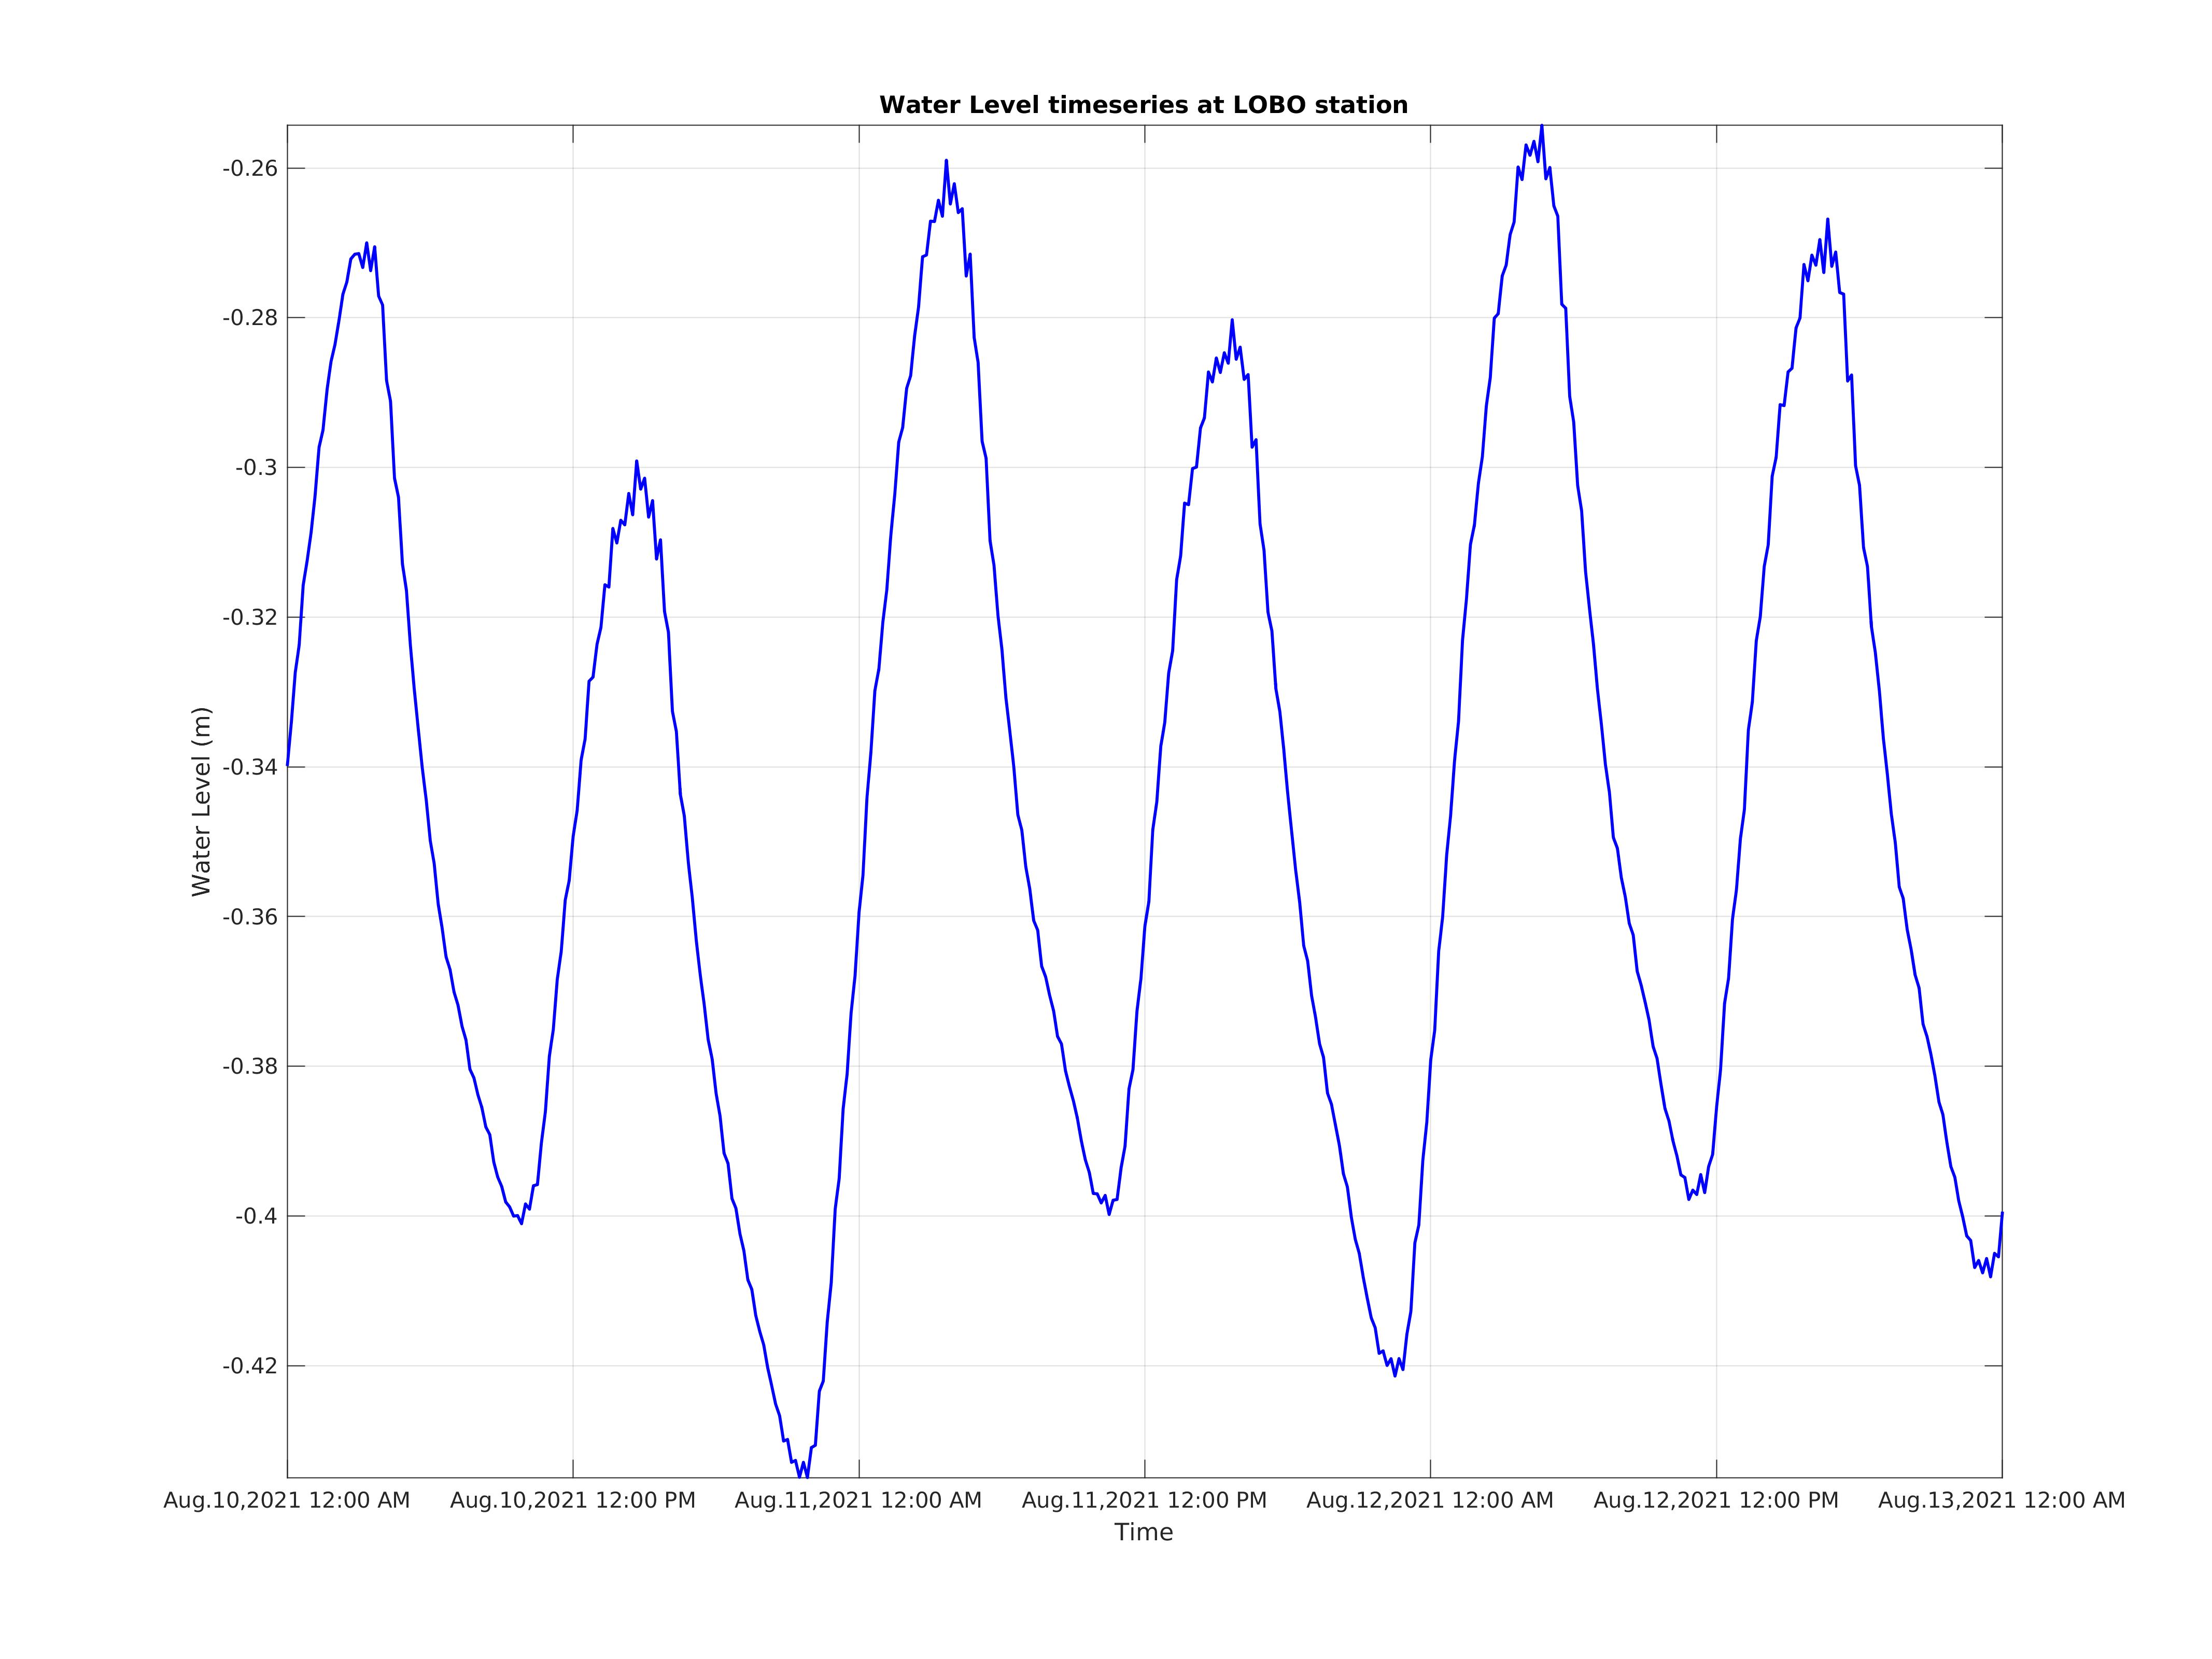 Water Level timeseries at LOBO station
-0.26
-0.28
-0.3
-0.32
-0.34
-0.36
-0.38
-0.4
-0.42
Water Level (m)
Aug.10,2021 12:00 AM Aug.10,2021 12:00 PM Aug.11,2021 12:00 AM Aug.11,2021 12:00 PM Aug.12,2021 12:00 AM Aug.12,2021 12:00 PM Aug.13,2021 12:00 AM
Time